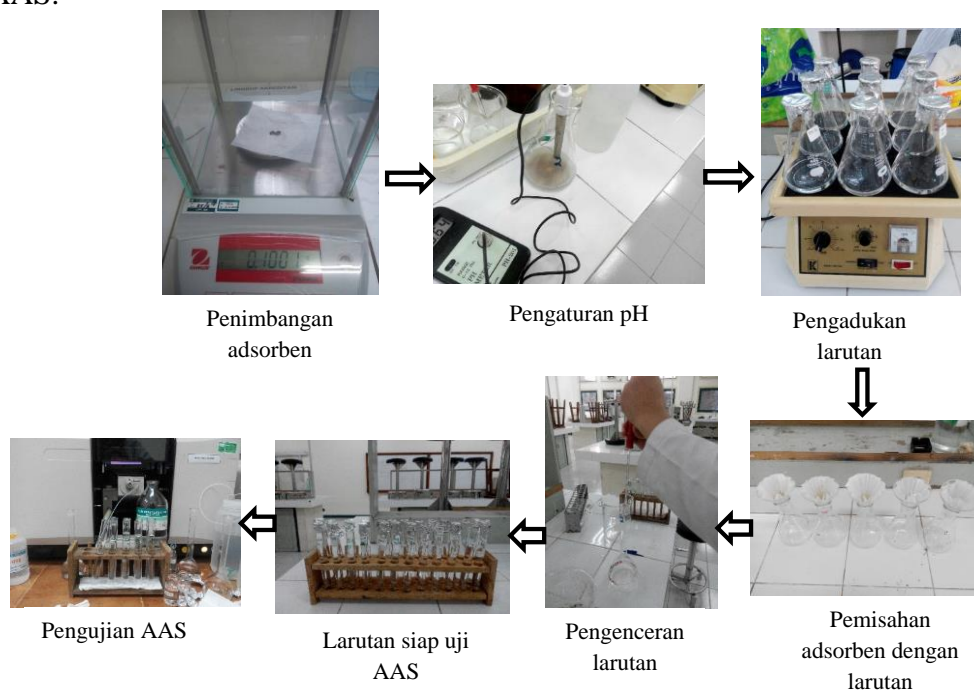 AAS.
0.1001
Penimbangan
adsorben
Pengaturan pH
Pengadukan
larutan
Pengujian AAS
Larutan siap uji
AAS
Pengenceran
larutan
Pemisahan
adsorben dengan
larutan